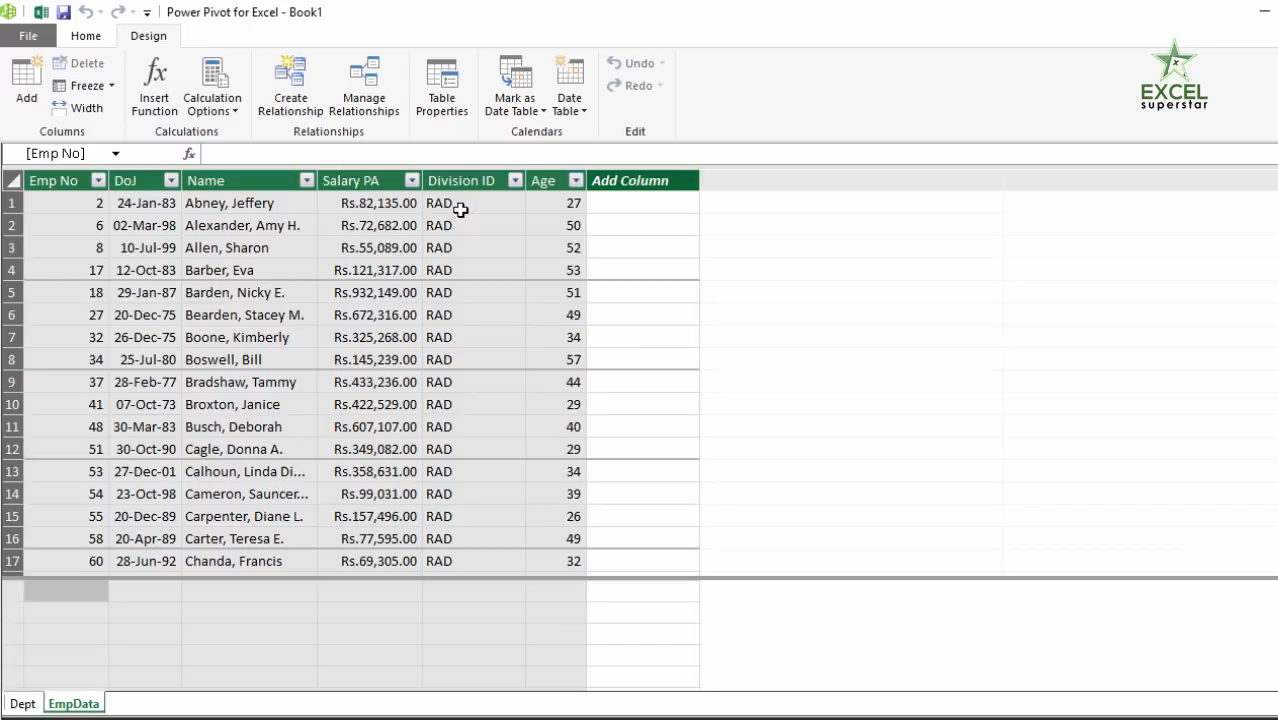 Power Pivot for Excel - Book1
File Home Design
Add
Delete
Freeze
Width
Columns
Insert
Function
Calculation
Options
Calculations
Create
Relationship
Manage
Relationships
Relationships
Table
Properties
Mark as
Date Table
Date
Table
Calendars
Undo
Redo
Edit
EXCEL
superstar
[Emp No] fx
Emp No DoJ Name Salary PA Division ID Age Add Column
1 2 24-Jan-83 Abney, Jeffery Rs.82,135.00 RAD 27
2 6 02-Mar-98 Alexander, Amy H. Rs.72,682.00 RAD 50
3 8 10-Jul-99 Allen, Sharon Rs.55,089.00 RAD 52
4 17 12-Oct-83 Barber, Eva Rs.121,317.00 RAD 53
5 18 29-Jan-87 Barden, Nicky E. Rs.932,149.00 RAD 51
6 27 20-Dec-75 Bearden, Stacey M. Rs.672,316.00 RAD 49
7 32 26-Dec-75 Boone, Kimberly Rs.325,268.00 RAD 34
8 34 25-Jul-80 Boswell, Bill Rs.145,239.00 RAD 57
9 37 28-Feb-77 Bradshaw, Tammy Rs.433,236.00 RAD 44
10 41 07-Oct-73 Broxton, Janice Rs.422,529.00 RAD 29
11 48 30-Mar-83 Busch, Deborah Rs.607,107.00 RAD 40
12 51 30-Oct-90 Cagle, Donna A. Rs.349,082.00 RAD 29
13 53 27-Dec-01 Calhoun, Linda Di... Rs.358,631.00 RAD 34
14 54 23-Oct-98 Cameron, Sauncer... Rs.99,031.00 RAD 39
15 55 20-Dec-89 Carpenter, Diane L. Rs.157,496.00 RAD 26
16 58 20-Apr-89 Carter, Teresa E. Rs.77,595.00 RAD 49
17 60 28-Jun-92 Chanda, Francis Rs.69,305.00 RAD 32
Dept EmpData